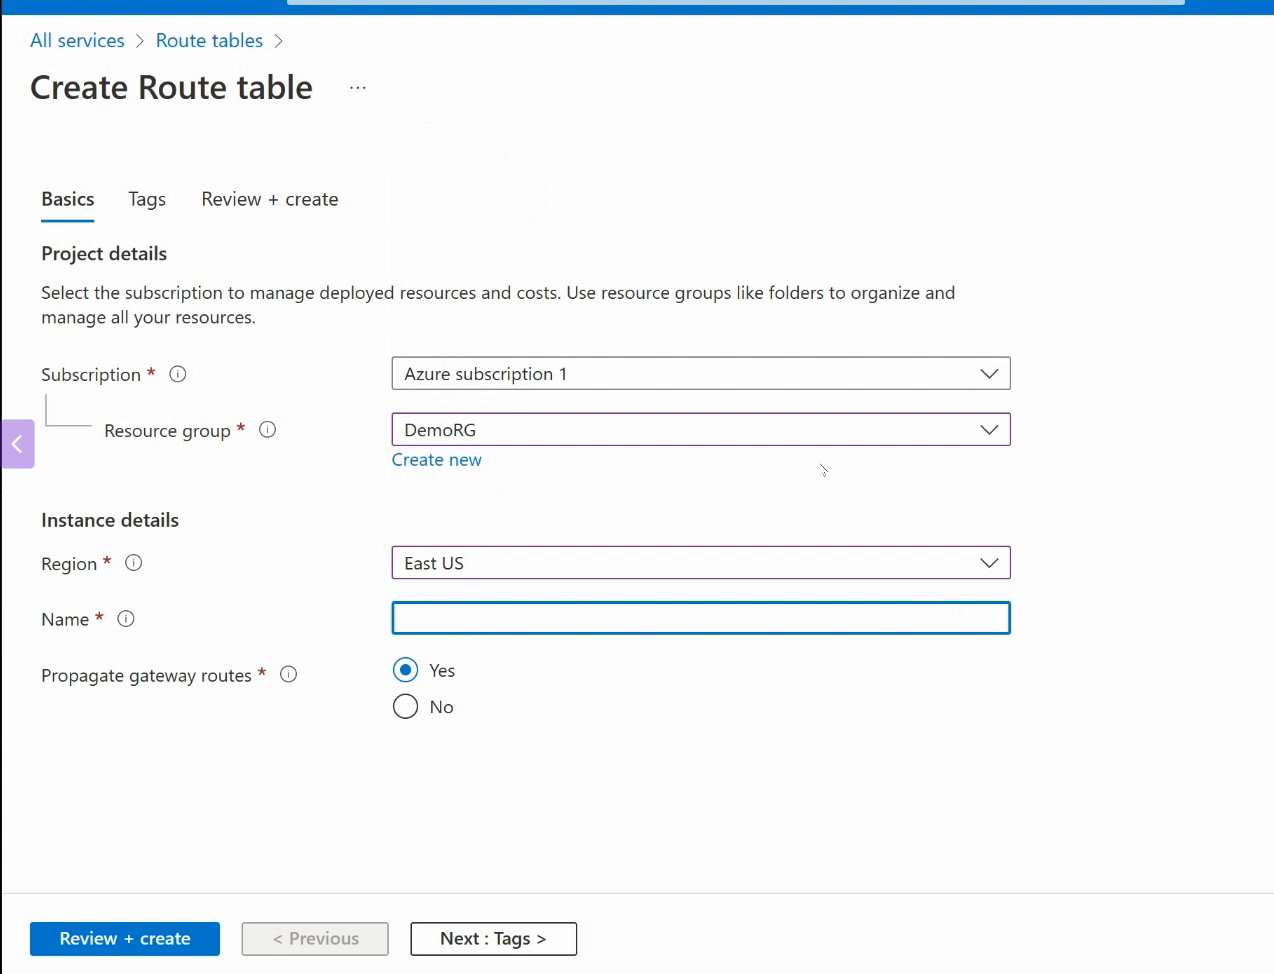 All services > Route tables >
Create Route table ...
Basics Tags Review + create
Project details
Select the subscription to manage deployed resources and costs. Use resource groups like folders to organize and
manage all your resources.
Subscription * Azure subscription 1
Resource group * DemoRG
Create new
Instance details
Region * East US
Name *
Propagate gateway routes * Yes
No
Review + create < Previous Next : Tags >